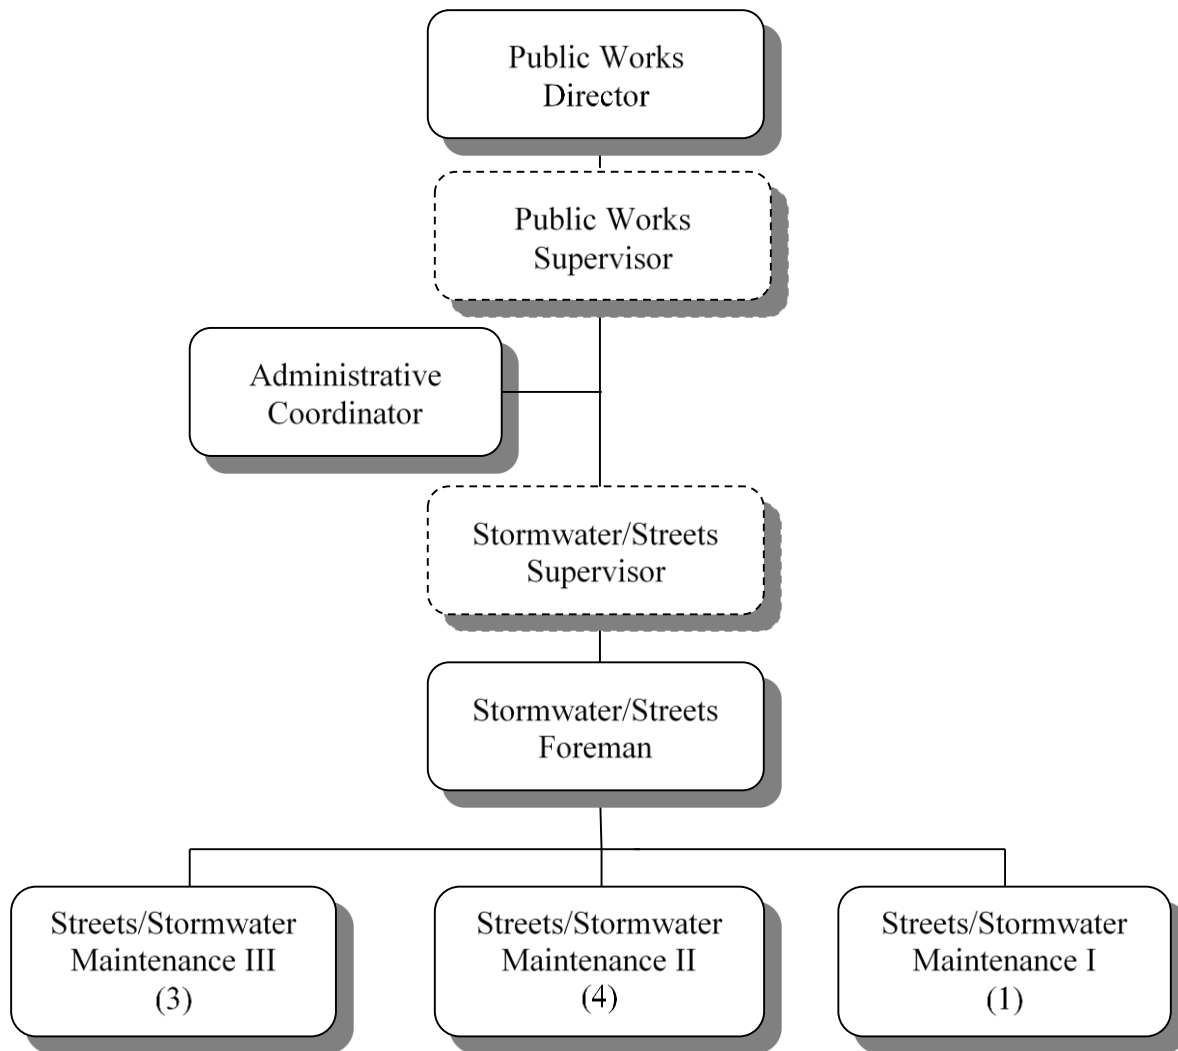 Public Works
Director
Public Works
Supervisor
Administrative
Coordinator
Stormwater/Streets
Supervisor
Stormwater/Streets
Foreman
Streets/Stormwater
Maintenance III
(3)
Streets/Stormwater
Maintenance II
(4)
Streets/Stormwater
Maintenance I
(1)